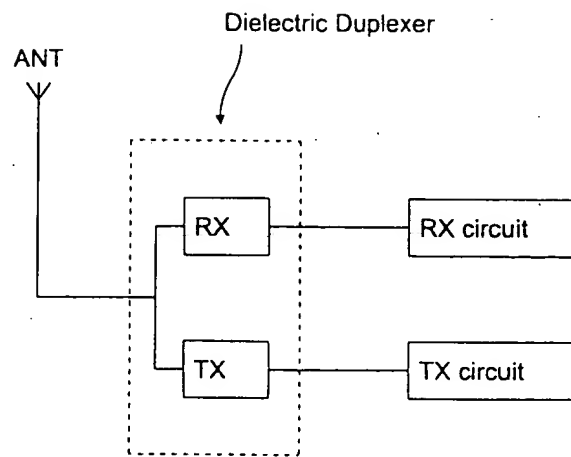 Dielectric Duplexer
ANT
RX
RX circuit
TX
TX circuit